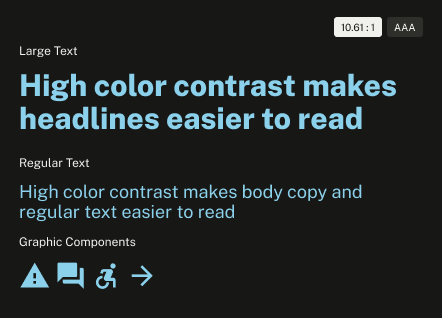 10.61 : 1 AAA
Large Text
High color contrast makes
headlines easier to read
Regular Text
High color contrast makes body copy and
regular text easier to read
Graphic Components